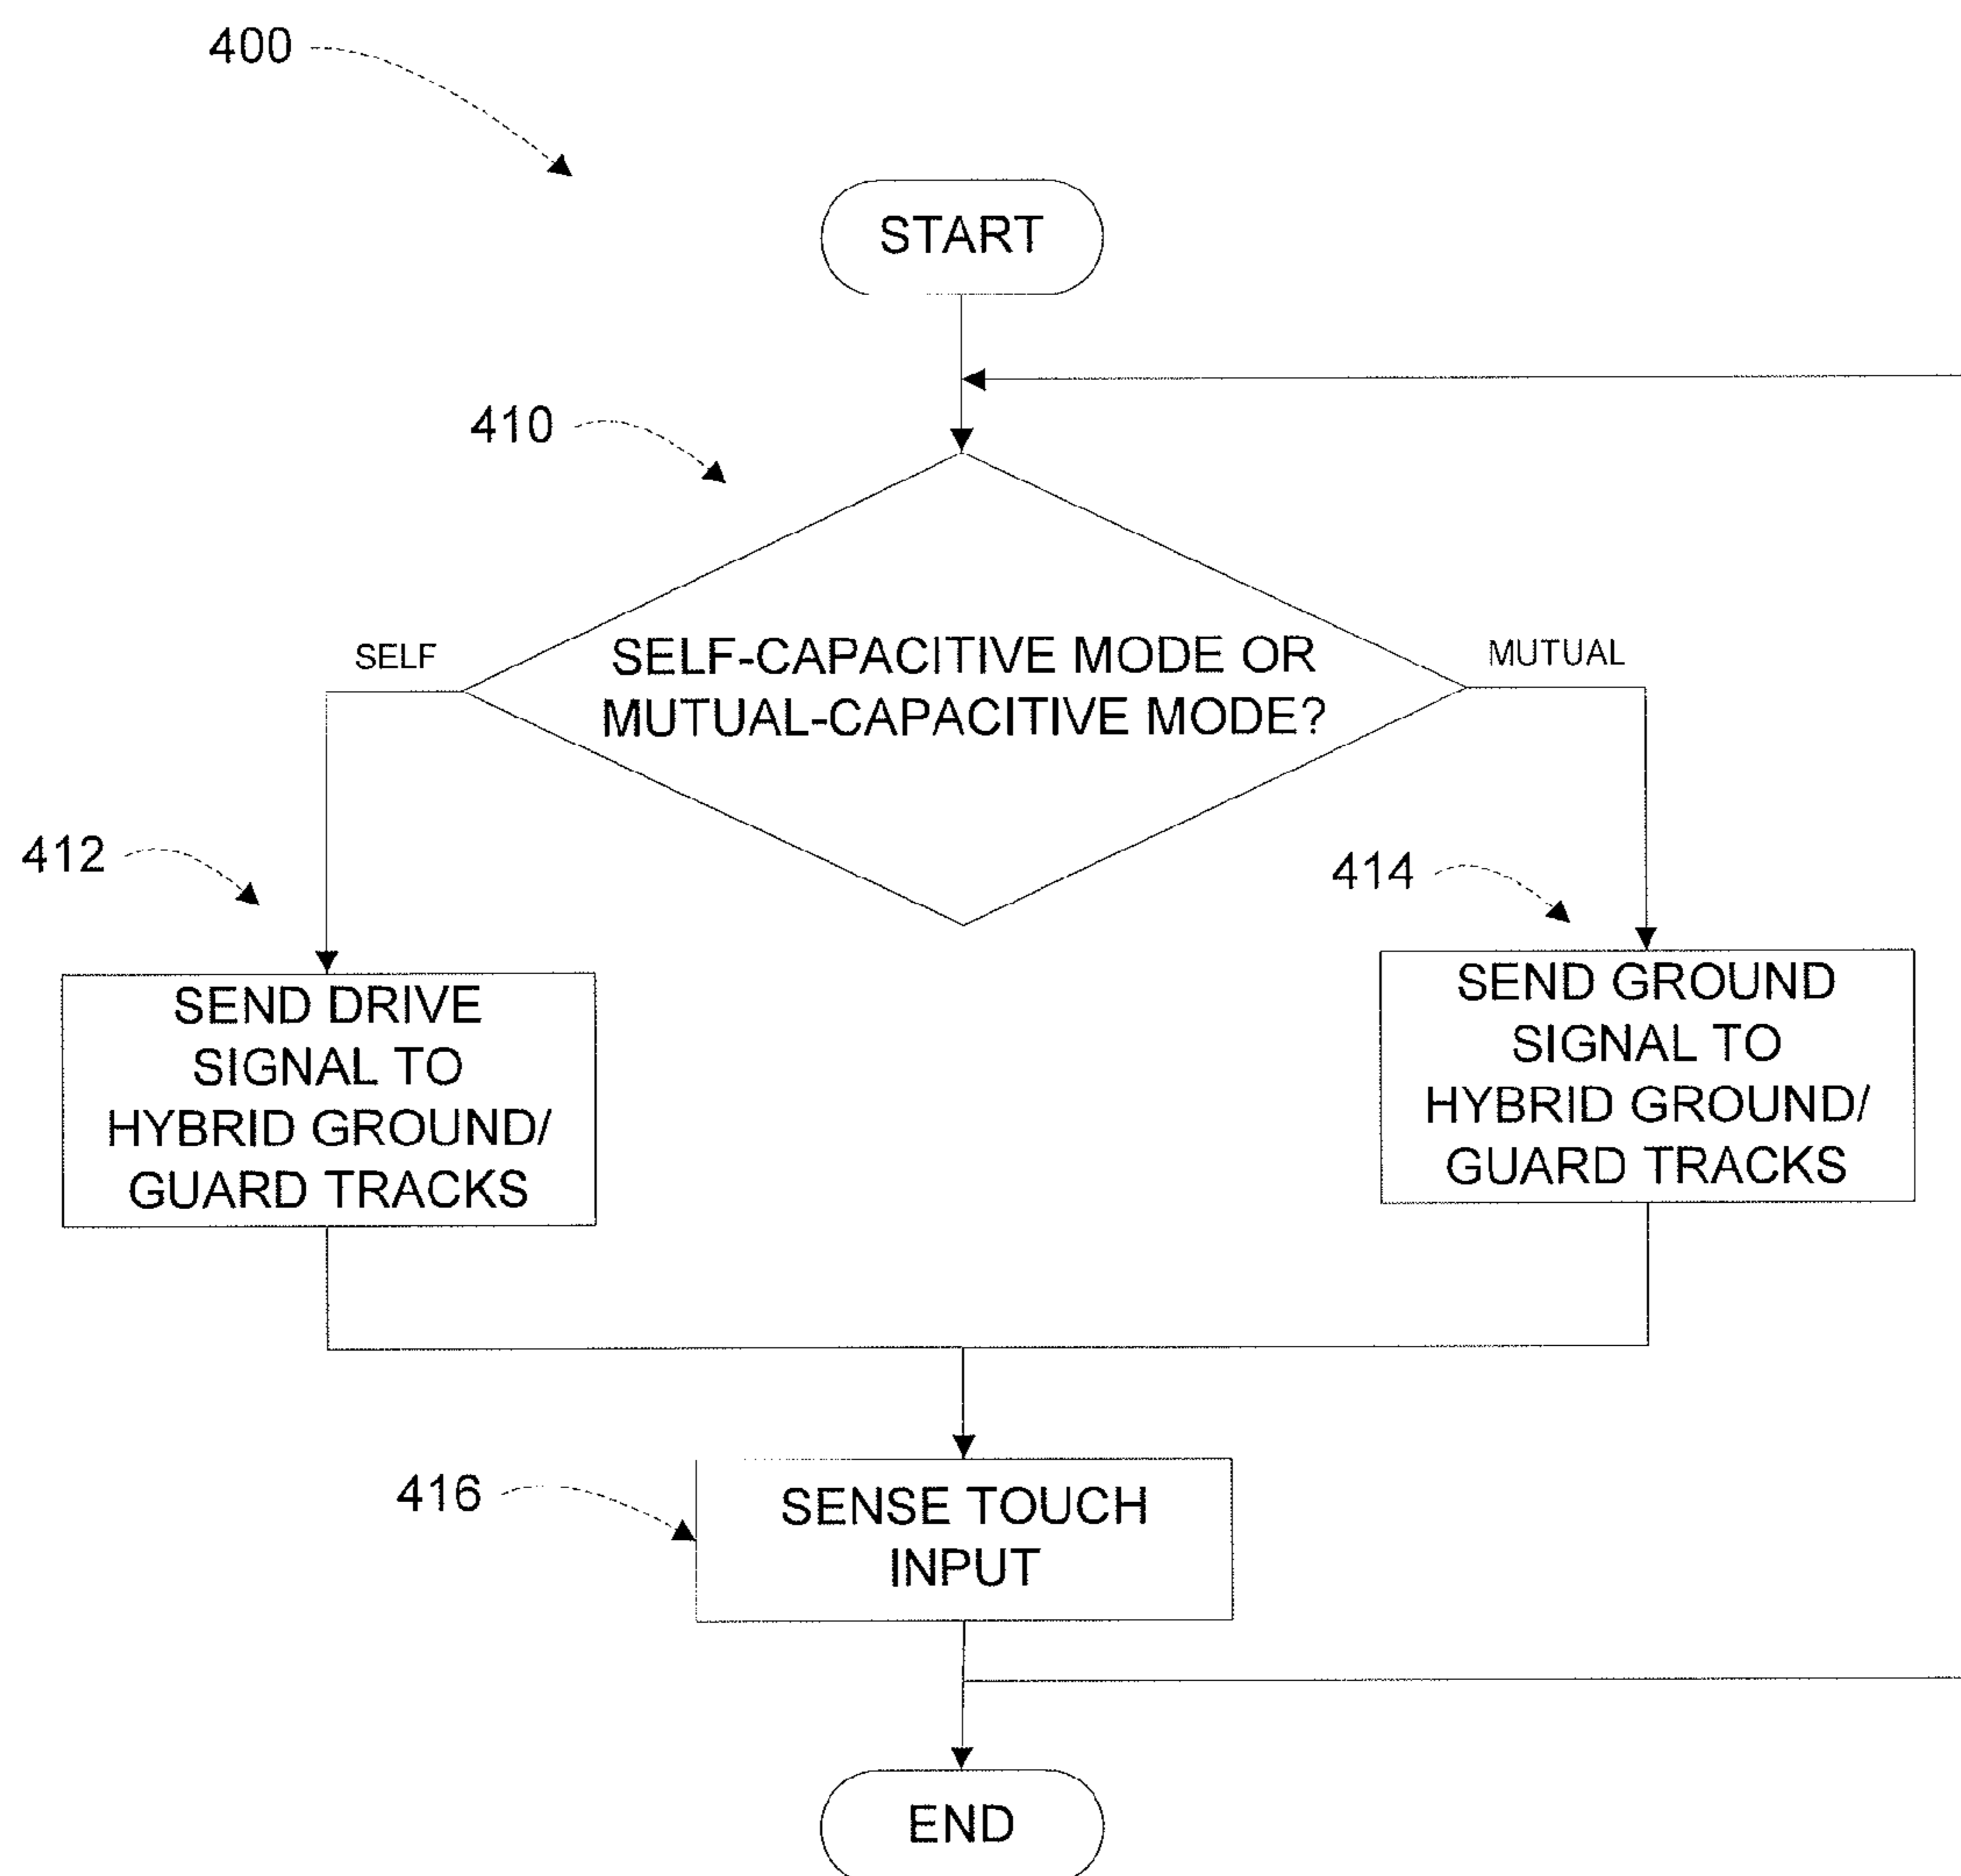 400
START
410
SELF
SELF-CAPACITIVE MODE OR
MUTUAL-CAPACITIVE MODE?
MUTUAL
412
414
SEND DRIVE
SIGNAL TO
HYBRID GROUND/
GUARD TRACKS
SEND GROUND
SIGNAL TO
HYBRID GROUND/
GUARD TRACKS
416
SENSE TOUCH
INPUT
END